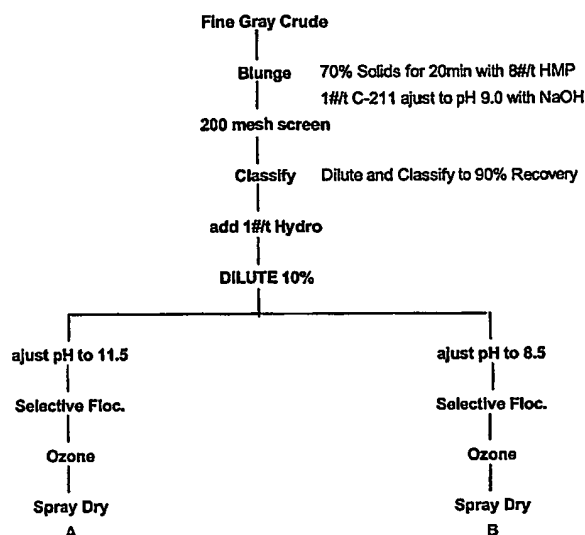 Fine Gray Crude
Blunge 70% Solids for 20min with 8#/t HMP
1#/t C-211 ajust to pH 9.0 with NaOH
200 mesh screen
Classify Dilute and Classify to 90% Recovery
add 1#/t Hydro
DILUTE 10%
ajust pH to 11.5
ajust pH to 8.5
Selective Floc.
Selective Floc.
Ozone
Ozone
Spray Dry
Spray Dry
A
B